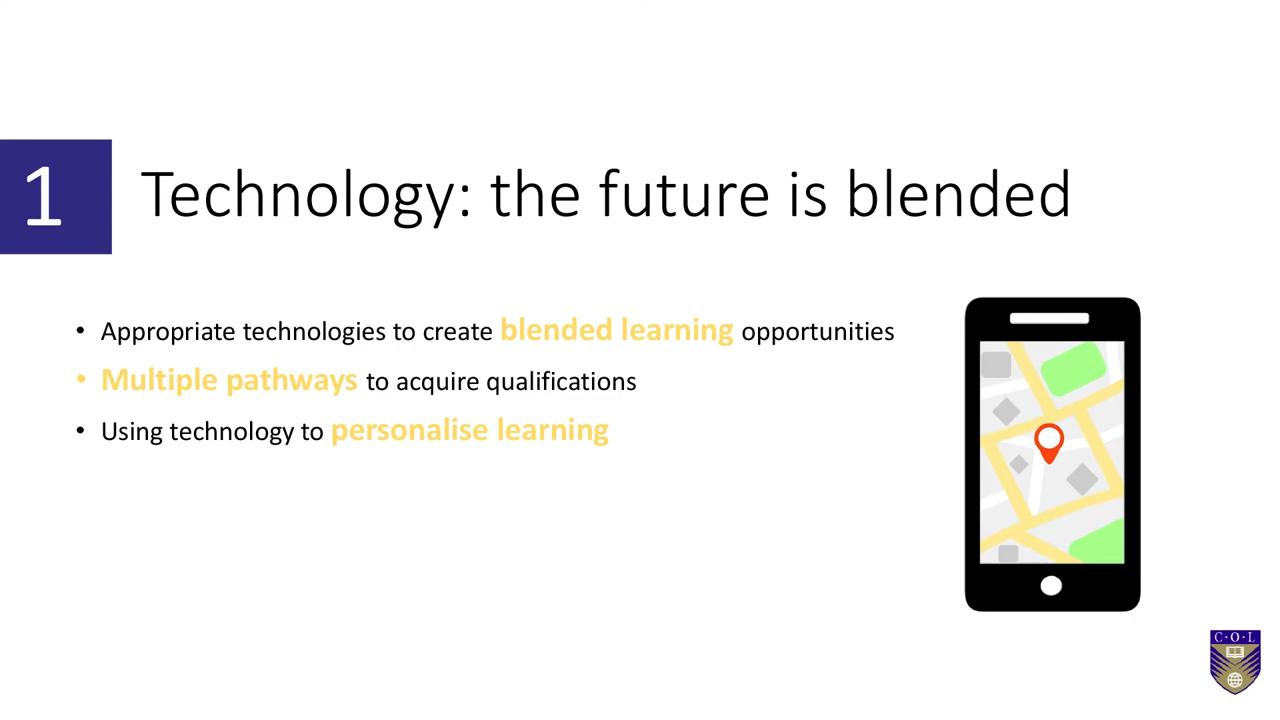 1
Technology: the future is blended
• Appropriate technologies to create blended learning opportunities
• Multiple pathways to acquire qualifications
• Using technology to personalise learning
C·O·L